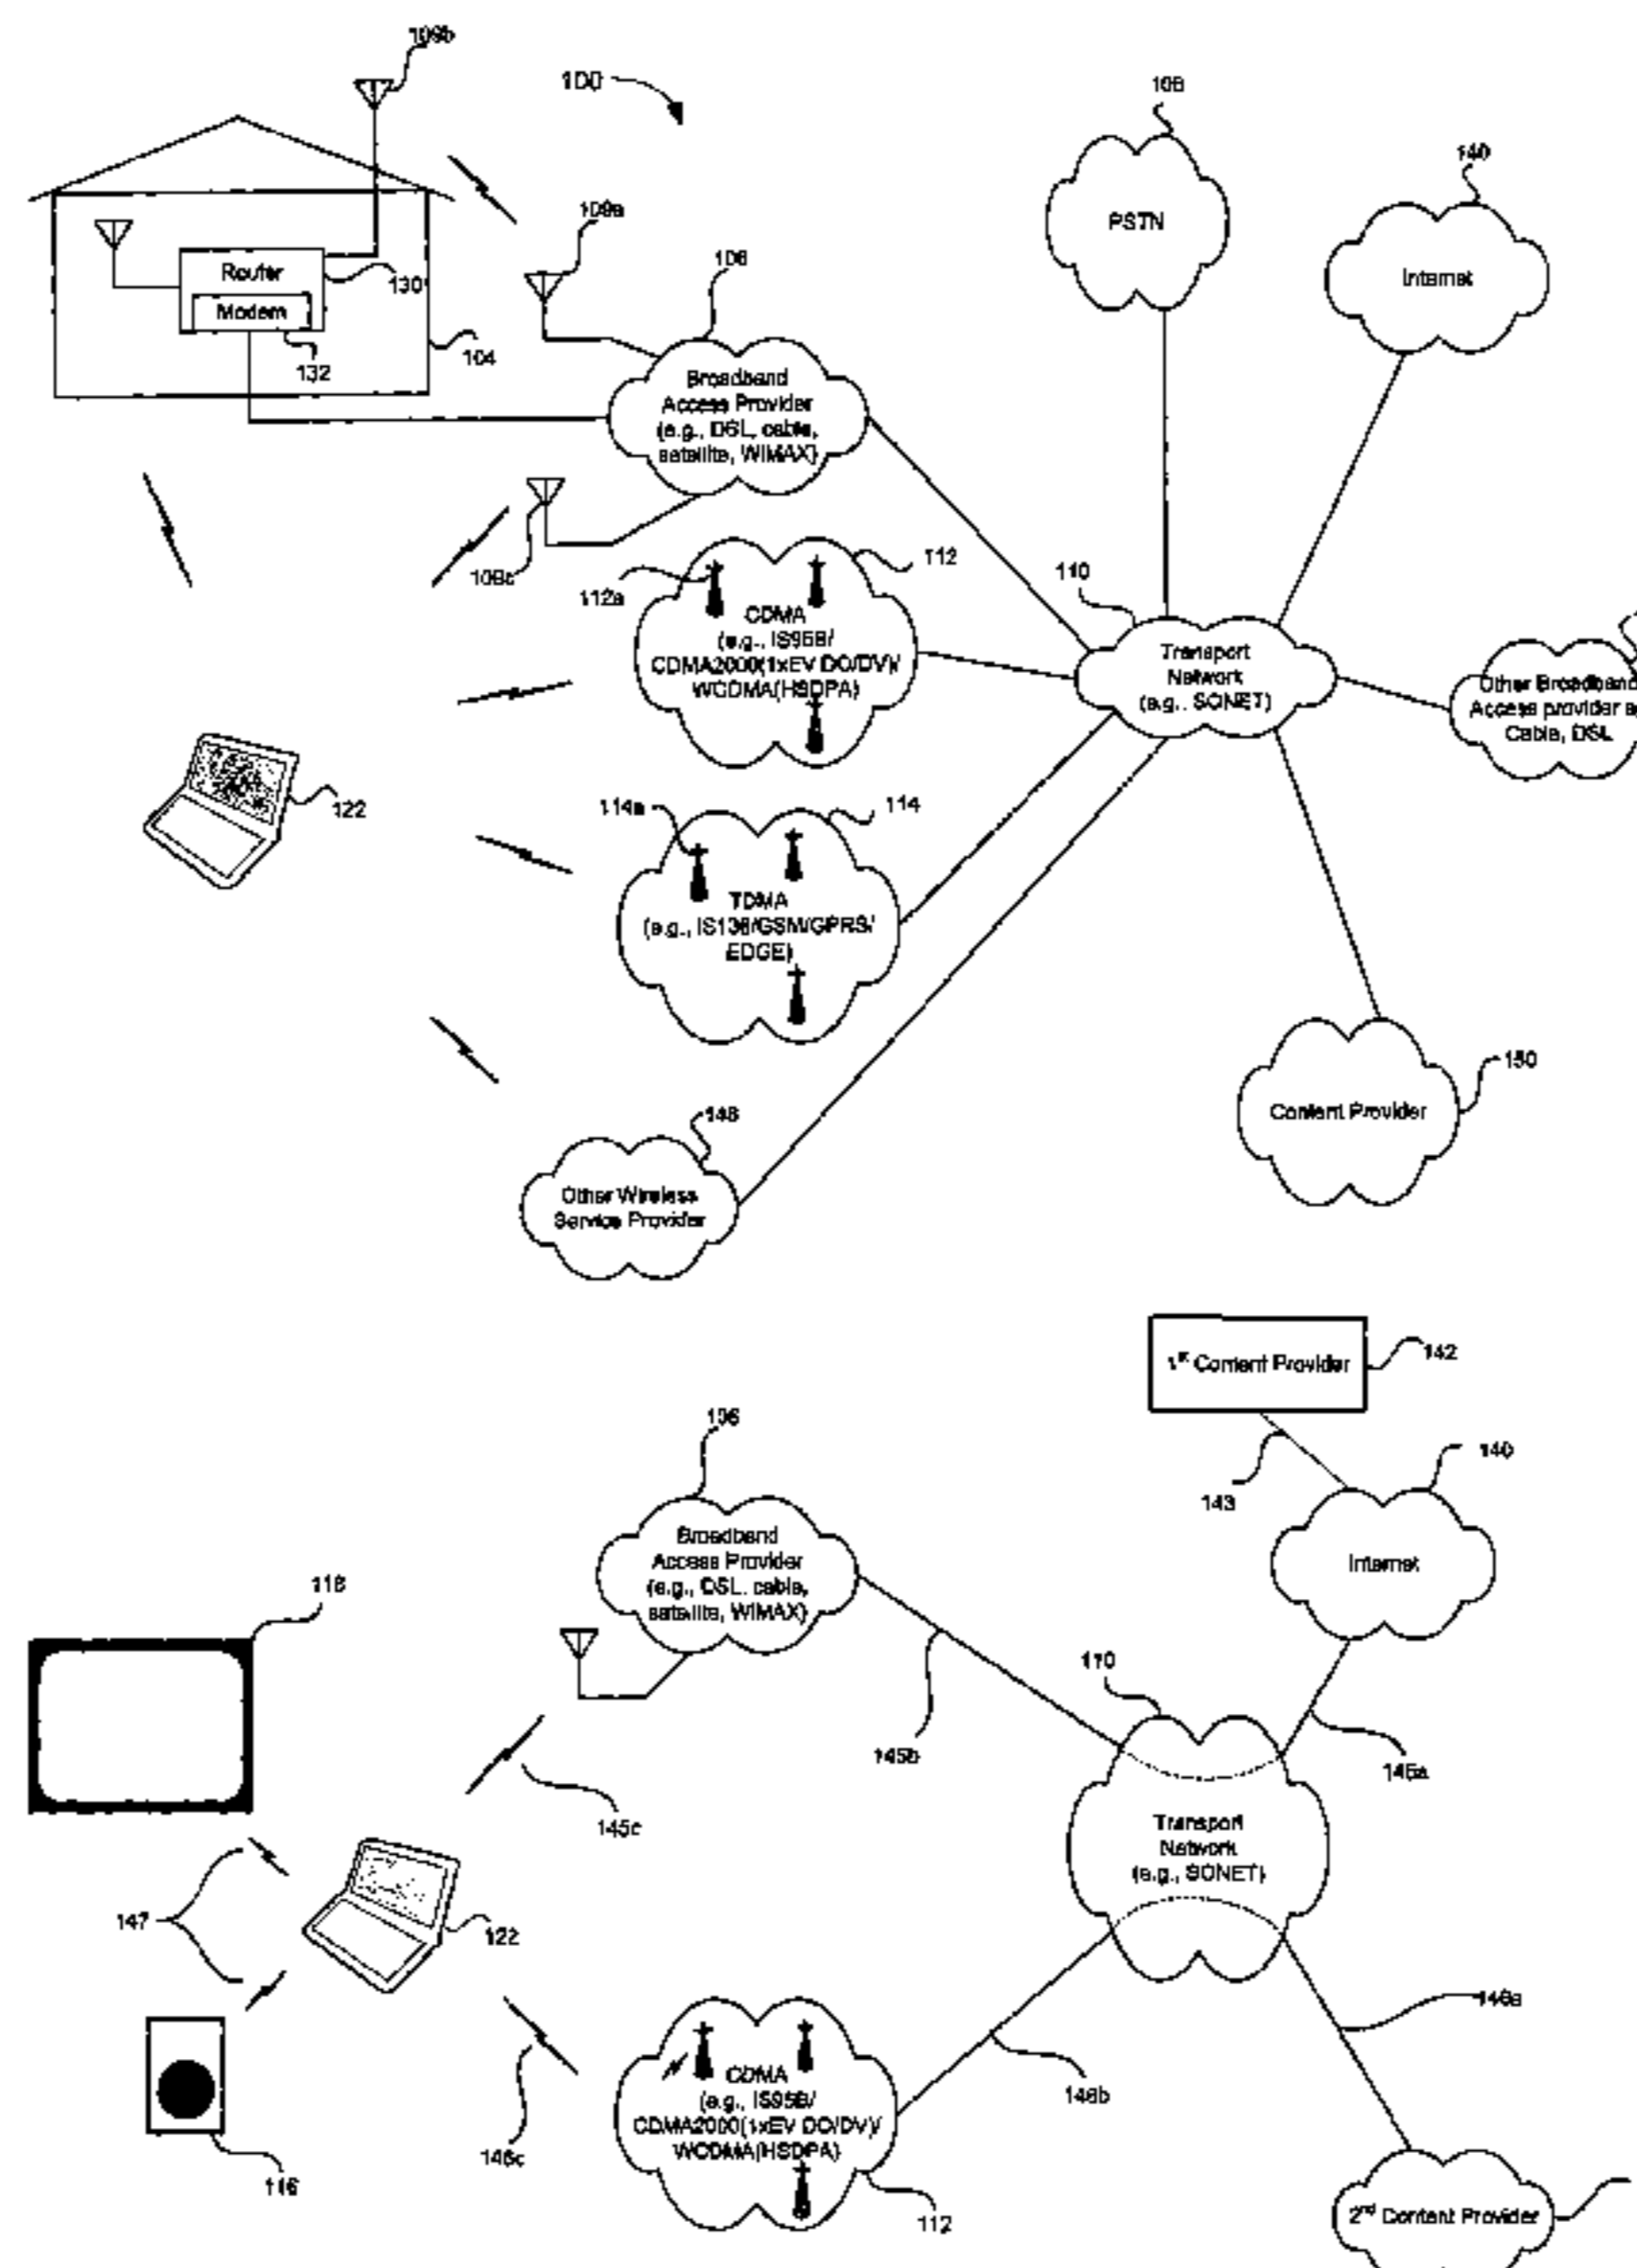 109b
100
109a
108
140
PSTN
Internet
Router
130
Modem
132
104
106
Broadband
Access Provider
(e.g., DSL, cable,
satellite, WIMAX)
109c
112a
112
CDMA
(e.g., IS95B/
CDMA2000(1xEV DO/DV)/
WCDMA(HSDPA)
110
Transport
Network
(e.g., SONET)
Other Broadband
Access provider
Cable, DSL
122
114a
114
TDMA
(e.g., IS136/GSM/GPRS/
EDGE)
150
Content Provider
148
Other Wireless
Service Provider
1st Content Provider
142
143
140
Internet
106
Broadband
Access Provider
(e.g., DSL, cable,
satellite, WIMAX)
118
110
145b
145a
145c
Transport
Network
(e.g., SONET)
147
122
146a
146b
146c
CDMA
(e.g., IS95B/
CDMA2000(1xEV DO/DV)/
WCDMA(HSDPA)
116
112
2nd Content Provider